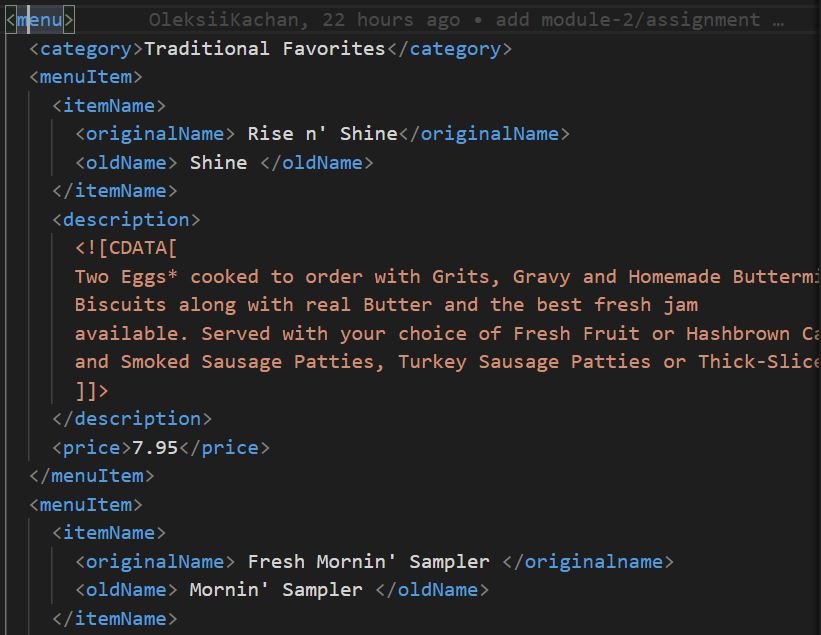 <menu> OleksiiKachan, 22 hours ago • add module-2/assignment …
<category>Traditional Favorites</category>
<menuItem>
<itemName>
<originalName> Rise n' Shine</originalName>
<oldName> Shine </oldName>
</itemName>
<description>
<![CDATA[
Two Eggs* cooked to order with Grits, Gravy and Homemade Buttermi
Biscuits along with real Butter and the best fresh jam
available. Served with your choice of Fresh Fruit or Hashbrown Ca
and Smoked Sausage Patties, Turkey Sausage Patties or Thick-Slice
]]>
</description>
<price>7.95</price>
</menuItem>
<menuItem>
<itemName>
<originalName> Fresh Mornin' Sampler </originalname>
<oldName> Mornin' Sampler </oldName>
</itemName>